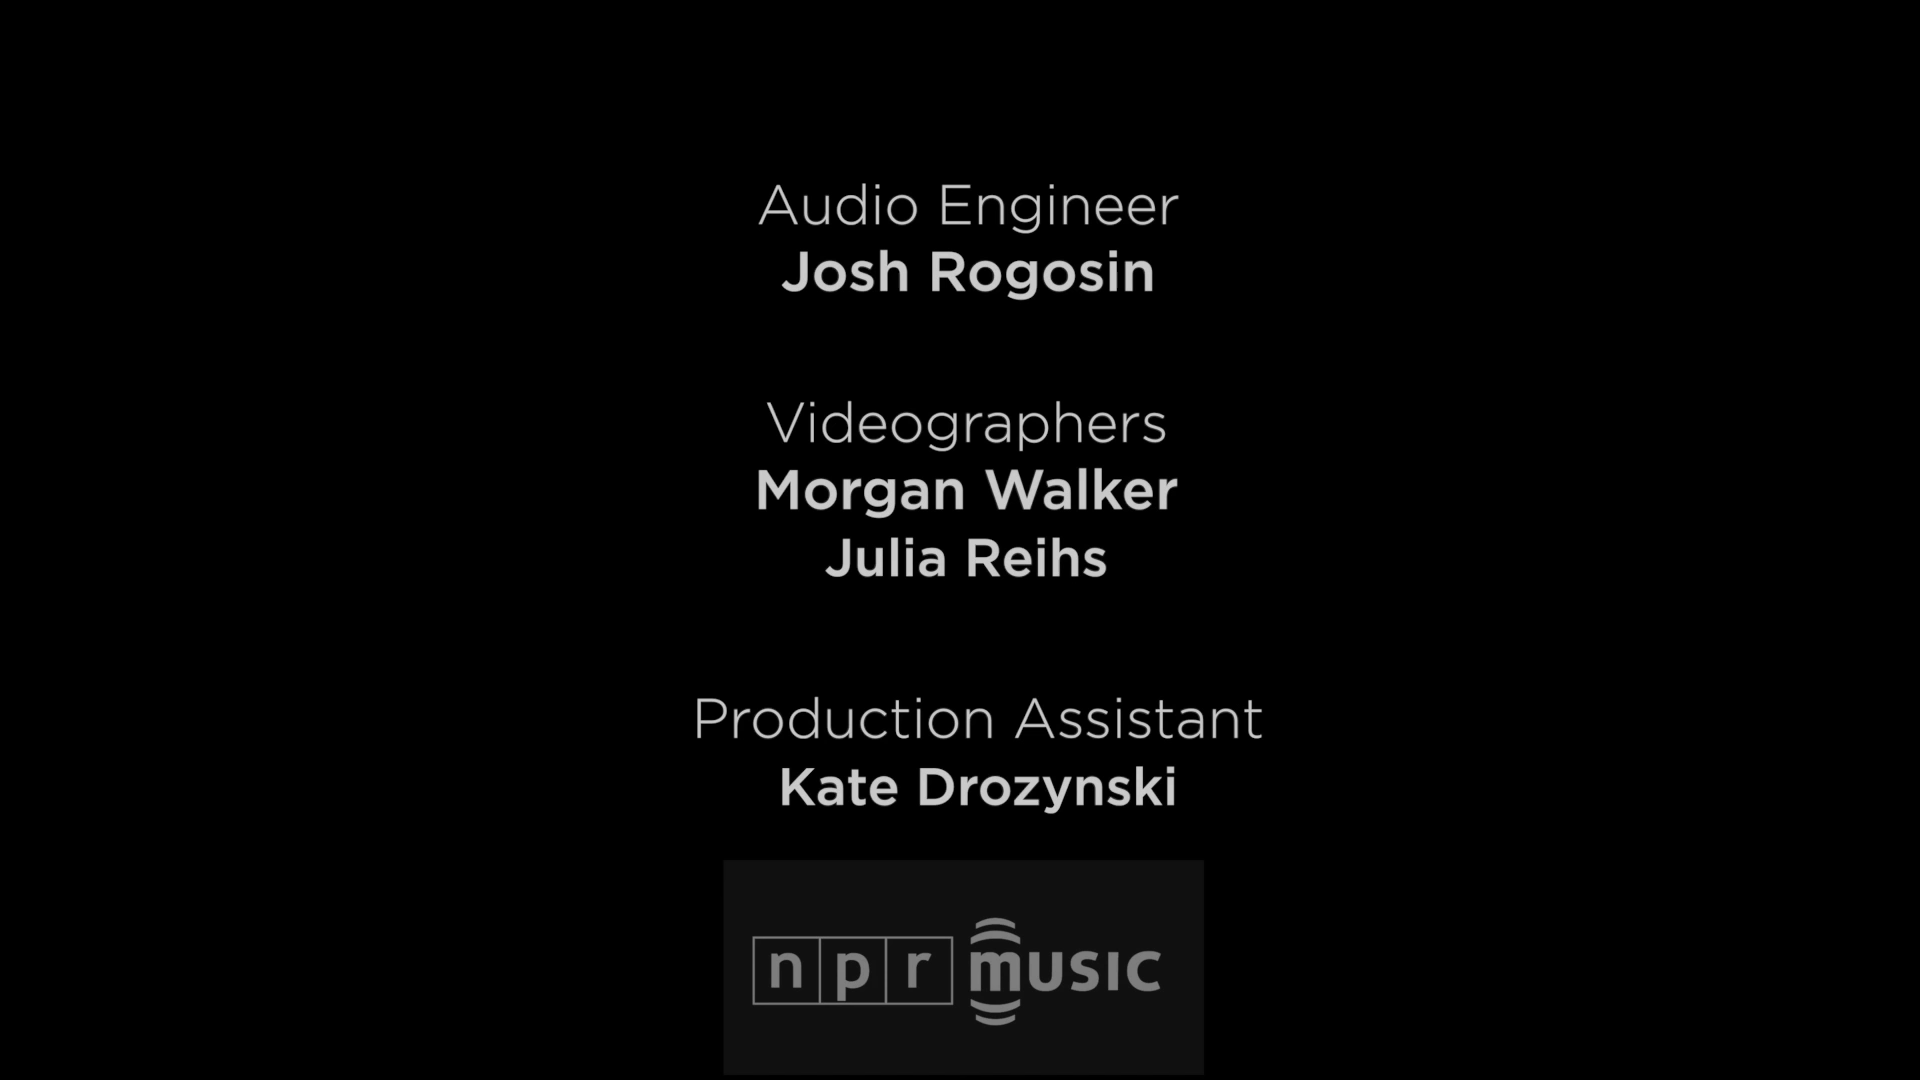 Audio Engineer
Josh Rogosin
Videographers
Morgan Walker
Julia Reihs
Production Assistant
Kate Drozynski
npr music